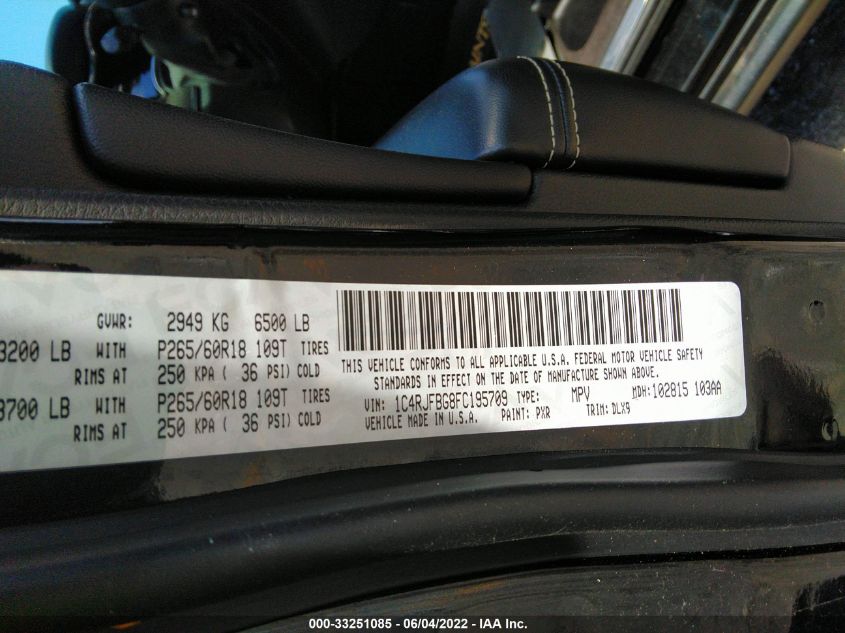 GVWR: 2949 KG 6500 LB
3200 LB WITH P265/60R18 109T TIRES
RIMS AT 250 KPA ( 36 PSI) COLD
3700 LB WITH P265/60R18 109T TIRES
RIMS AT 250 KPA ( 36 PSI) COLD
THIS VEHICLE CONFORMS TO ALL APPLICABLE U.S.A. FEDERAL MOTOR VEHICLE SAFETY
STANDARDS IN EFFECT ON THE DATE OF MANUFACTURE SHOWN ABOVE.
VIN: 1C4RJFBG8FC195709 TYPE: MPV MDH: 102815 103AA
VEHICLE MADE IN U.S.A. PAINT: PXR TRIM: DLX9
000-33251085 - 06/04/2022 - IAA Inc.